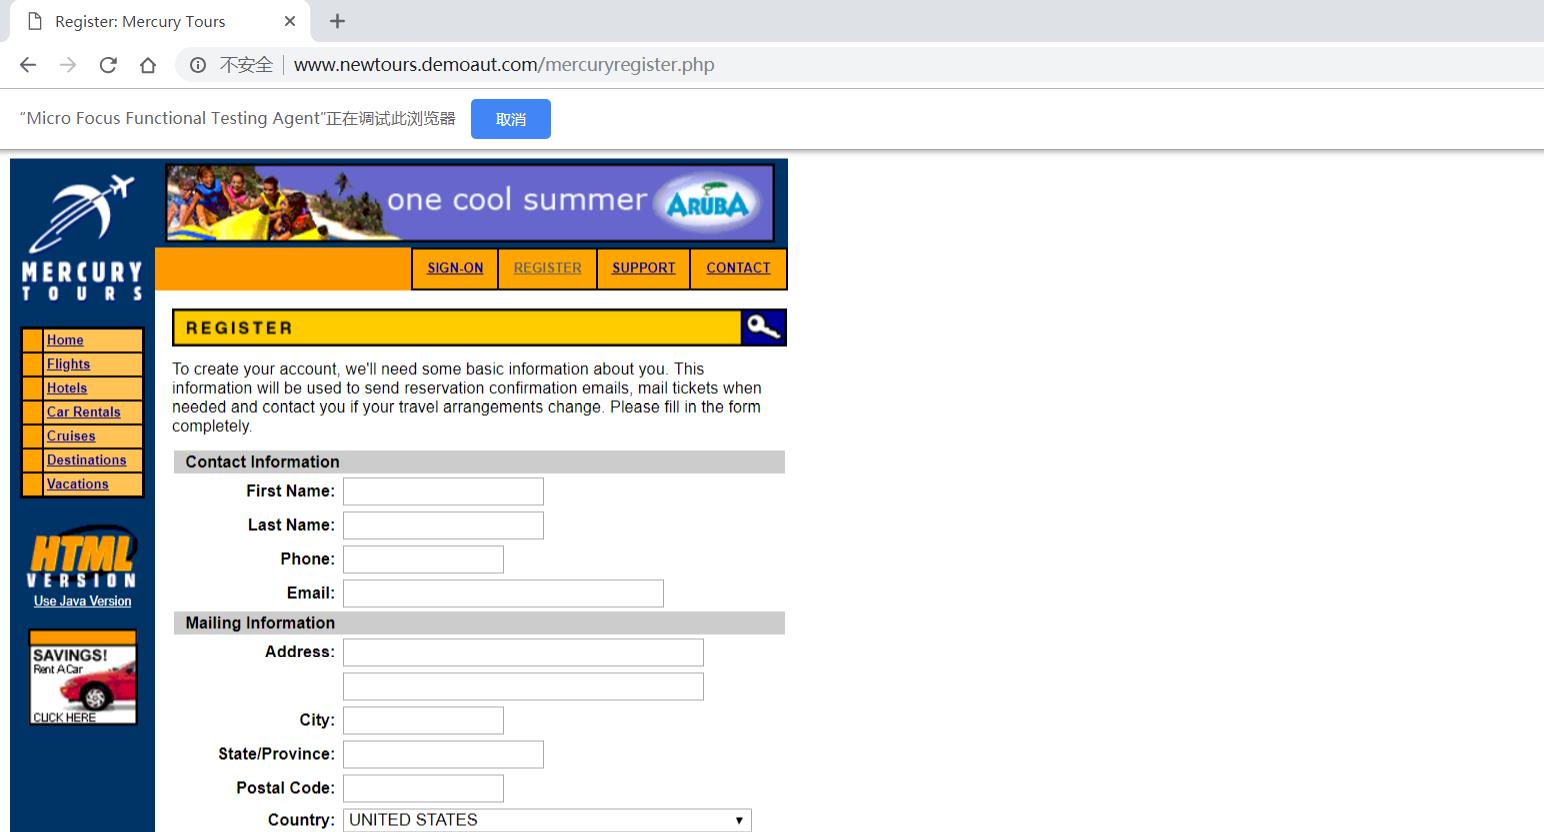 Register: Mercury Tours
不安全 www.newtours.demoaut.com/mercuryregister.php
“Micro Focus Functional Testing Agent”正在调试此浏览器 取消
MERCURY
TOURS
one cool summer ARUBA
SIGN-ON REGISTER SUPPORT CONTACT
Home
Flights
Hotels
Car Rentals
Cruises
Destinations
Vacations
HTML
VERSION
Use Java Version
SAVINGS!
Rent A Car
CLICK HERE
REGISTER
To create your account, we'll need some basic information about you. This
information will be used to send reservation confirmation emails, mail tickets when
needed and contact you if your travel arrangements change. Please fill in the form
completely.
Contact Information
First Name:
Last Name:
Phone:
Email:
Mailing Information
Address:
City:
State/Province:
Postal Code:
Country: UNITED STATES